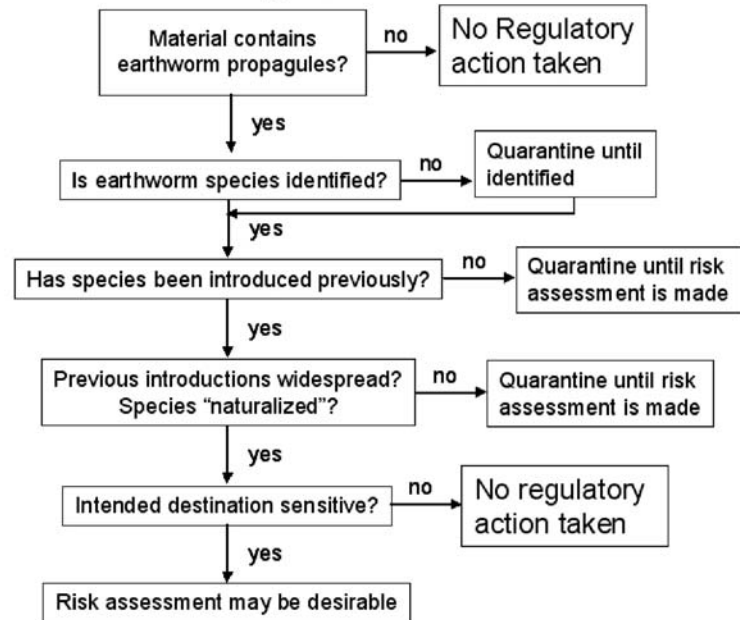 Material contains
earthworm propagules?
no
No Regulatory
action taken
yes
Is earthworm species identified?
no
Quarantine until
identified
yes
Has species been introduced previously?
no
Quarantine until risk
assessment is made
yes
Previous introductions widespread?
Species “naturalized”?
no
Quarantine until risk
assessment is made
yes
Intended destination sensitive?
no
No regulatory
action taken
yes
Risk assessment may be desirable